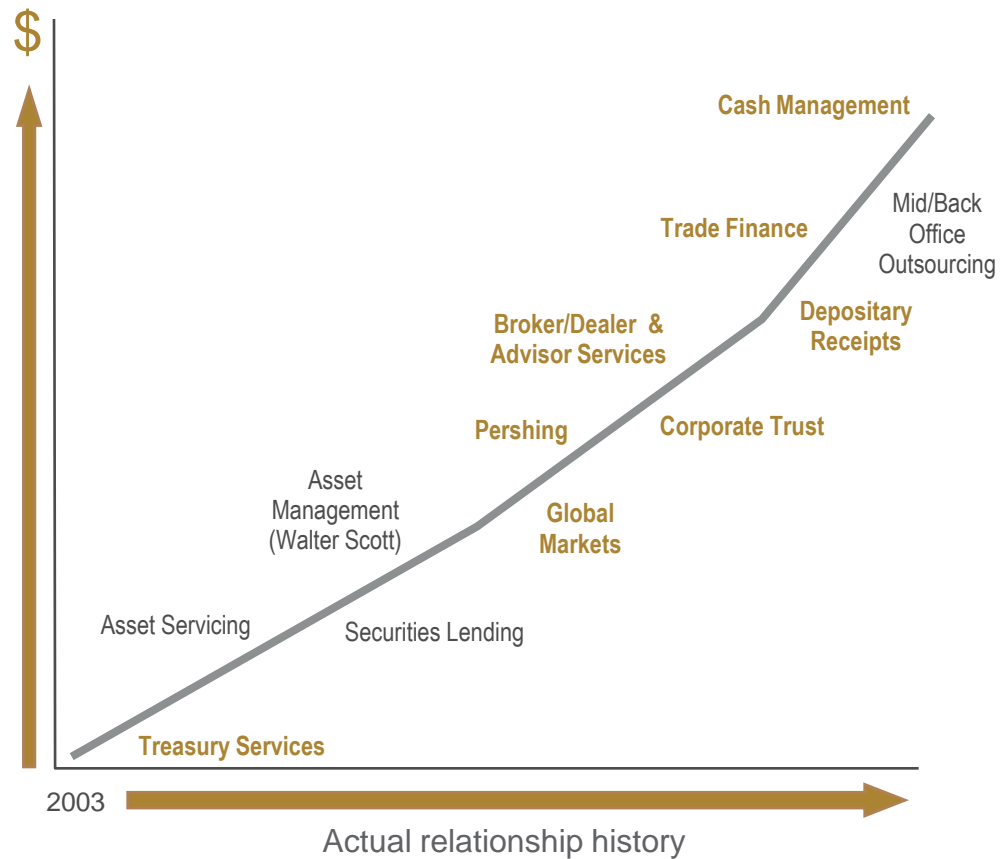 $
Cash Management
Mid/Back
Office
Outsourcing
Trade Finance
Depositary
Receipts
Broker/Dealer &
Advisor Services
Corporate Trust
Pershing
Asset
Management
(Walter Scott)
Global
Markets
Asset Servicing
Securities Lending
Treasury Services
2003
Actual relationship history